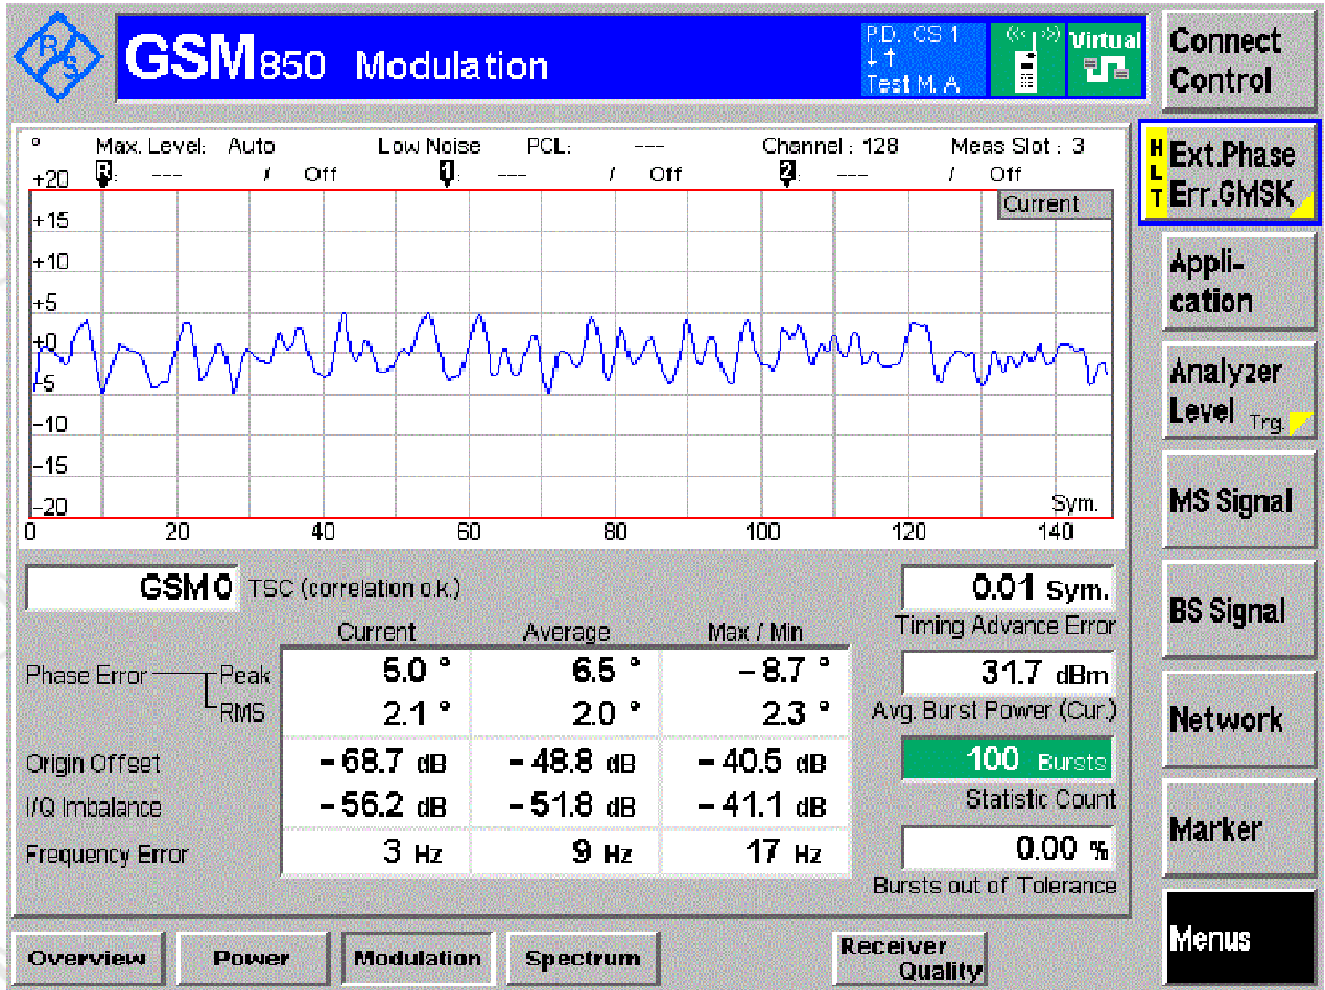 R S
GSM850 Modulation
P.D. CS 1
Test M. A.
Virtual
Connect
Control
° Max. Level: Auto Low Noise PCL: --- Channel : 128 Meas Slot : 3
R : --- / Off 1 : --- / Off 2 : --- / Off
Current
+20
+15
+10
+5
+0
-5
-10
-15
-20
Sym.
0 20 40 60 80 100 120 140
HLT
Ext.Phase
Err.GMSK
Appli-
cation
Analyzer
Level Trg.
MS Signal
BS Signal
Network
Marker
Menus
GSM 0 TSC (correlation o.k.)
0.01 Sym.
Timing Advance Error
Current Average Max / Min
Phase Error Peak 5.0 ° 6.5 ° -8.7 °
RMS 2.1 ° 2.0 ° 2.3 °
31.7 dBm
Avg. Burst Power (Cur.)
Origin Offset -68.7 dB -48.8 dB -40.5 dB
I/Q Imbalance -56.2 dB -51.8 dB -41.1 dB
Frequency Error 3 Hz 9 Hz 17 Hz
100 Bursts
Statistic Count
0.00 %
Bursts out of Tolerance
Overview Power Modulation Spectrum
Receiver
Quality